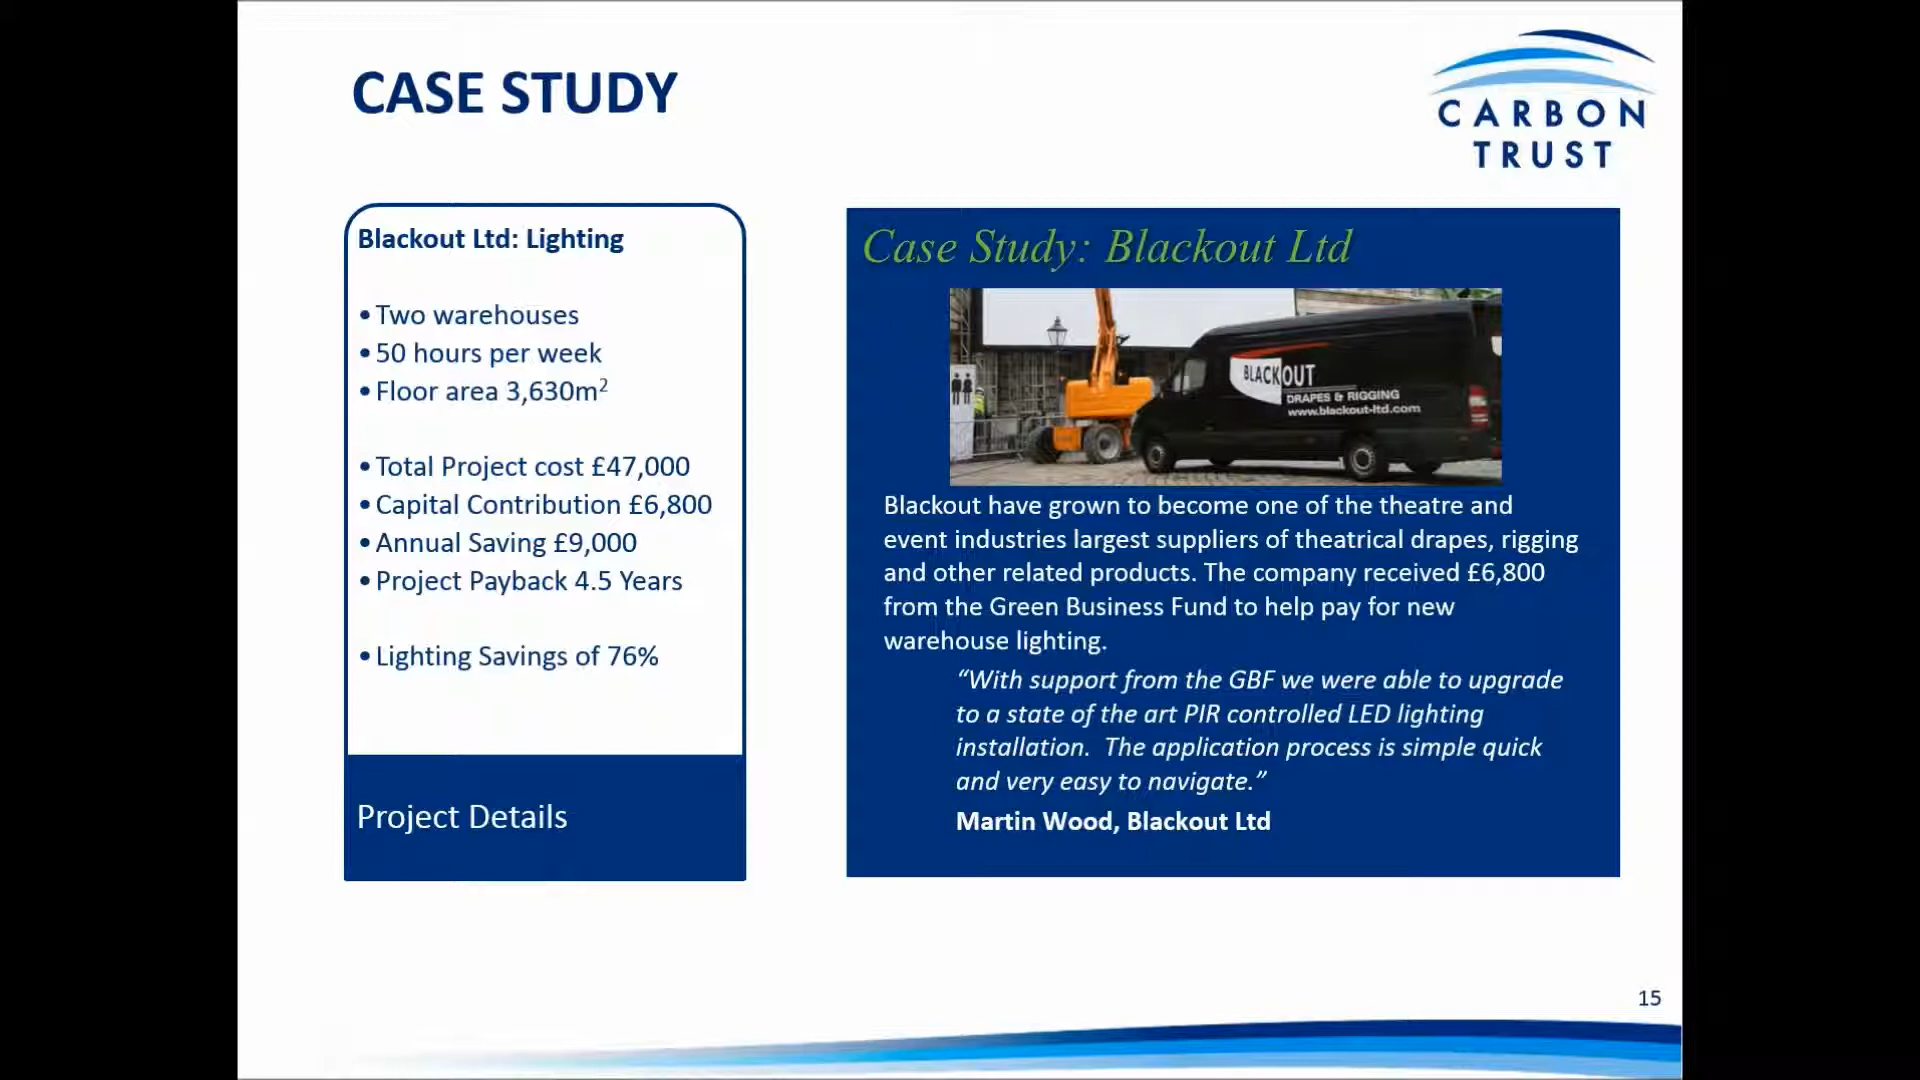 CASE STUDY
CARBON
TRUST
Blackout Ltd: Lighting
• Two warehouses
• 50 hours per week
• Floor area 3,630m²
• Total Project cost £47,000
• Capital Contribution £6,800
• Annual Saving £9,000
• Project Payback 4.5 Years
• Lighting Savings of 76%
Project Details
Case Study: Blackout Ltd
BLACKOUT
DRAPES & RIGGING
www.blackout-ltd.com
Blackout have grown to become one of the theatre and
event industries largest suppliers of theatrical drapes, rigging
and other related products. The company received £6,800
from the Green Business Fund to help pay for new
warehouse lighting.
“With support from the GBF we were able to upgrade
to a state of the art PIR controlled LED lighting
installation.  The application process is simple quick
and very easy to navigate.”
Martin Wood, Blackout Ltd
15